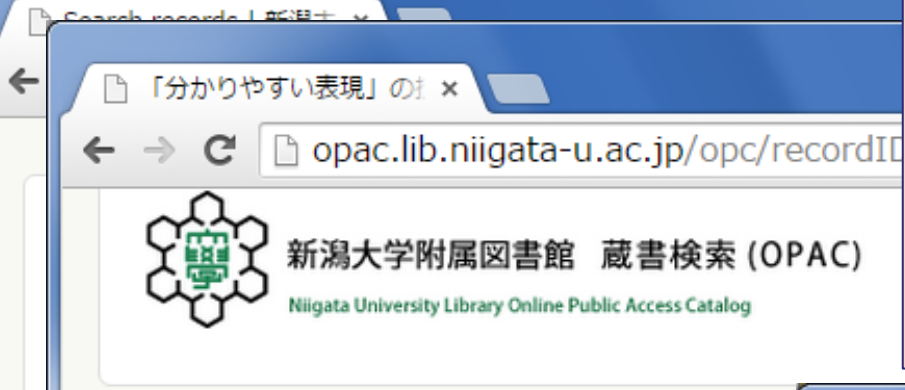 Search records | 新潟大
「分かりやすい表現」の
opac.lib.niigata-u.ac.jp/opc/recordID
新潟大学附属図書館 蔵書検索 (OPAC)
Niigata University Library Online Public Access Catalog